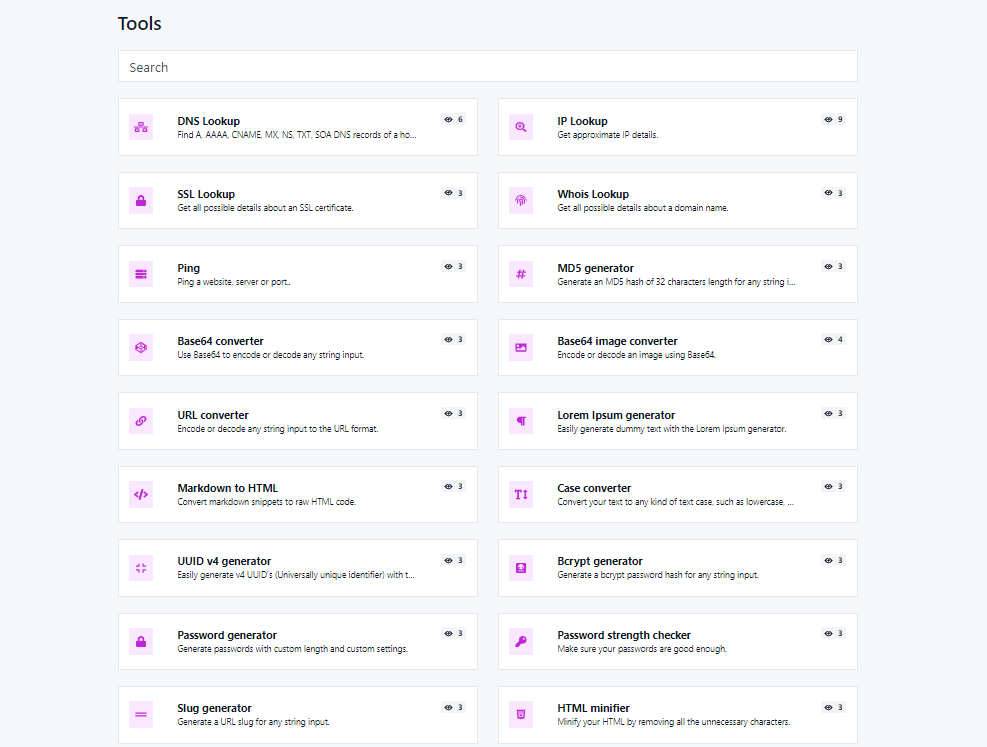 Tools
Search
DNS Lookup
6
Find A, AAAA, CNAME, MX, NS, TXT, SOA DNS records of a ho...
IP Lookup
9
Get approximate IP details.
SSL Lookup
3
Get all possible details about an SSL certificate.
Whois Lookup
3
Get all possible details about a domain name.
Ping
3
Ping a website, server or port..
MD5 generator
3
Generate an MD5 hash of 32 characters length for any string i...
Base64 converter
3
Use Base64 to encode or decode any string input.
Base64 image converter
4
Encode or decode an image using Base64.
URL converter
3
Encode or decode any string input to the URL format.
Lorem Ipsum generator
3
Easily generate dummy text with the Lorem Ipsum generator.
Markdown to HTML
3
Convert markdown snippets to raw HTML code.
Case converter
3
Convert your text to any kind of text case, such as lowercase, ...
UUID v4 generator
3
Easily generate v4 UUID's (Universally unique identifier) with t...
Bcrypt generator
3
Generate a bcrypt password hash for any string input.
Password generator
3
Generate passwords with custom length and custom settings.
Password strength checker
3
Make sure your passwords are good enough.
Slug generator
3
Generate a URL slug for any string input.
HTML minifier
3
Minify your HTML by removing all the unnecessary characters.